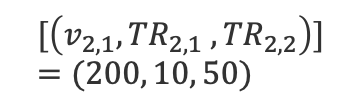 [(v₂,₁, TR₂,₁ , TR₂,₂)]
= (200, 10, 50)